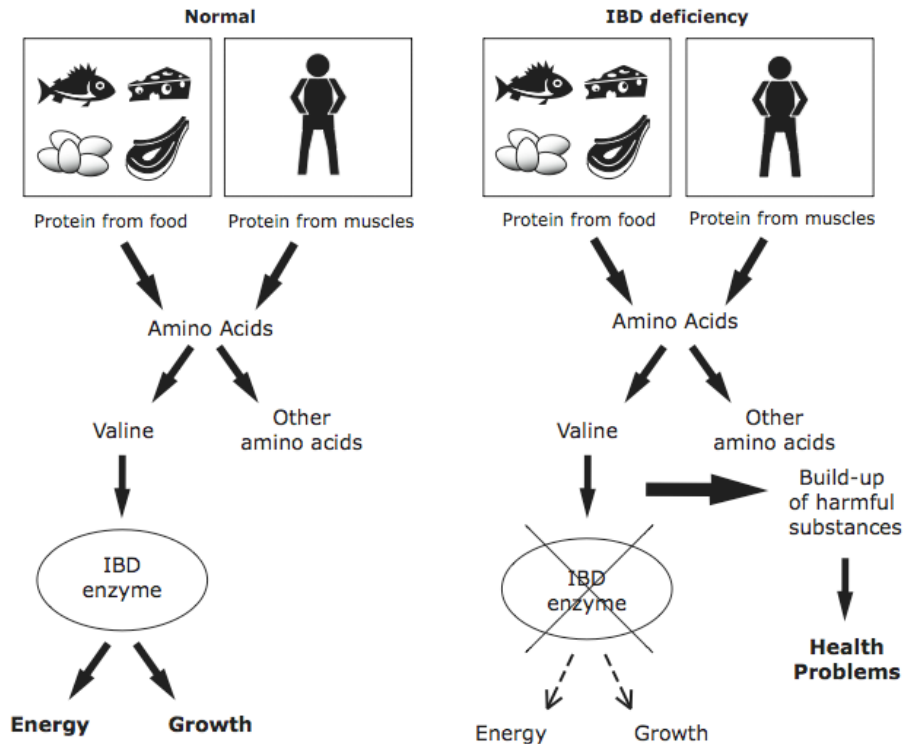 Normal
Protein from food
Protein from muscles
Amino Acids
Valine
Other
amino acids
IBD
enzyme
Energy
Growth
IBD deficiency
Protein from food
Protein from muscles
Amino Acids
Valine
Other
amino acids
Build-up
of harmful
substances
IBD
enzyme
Health
Problems
Energy
Growth